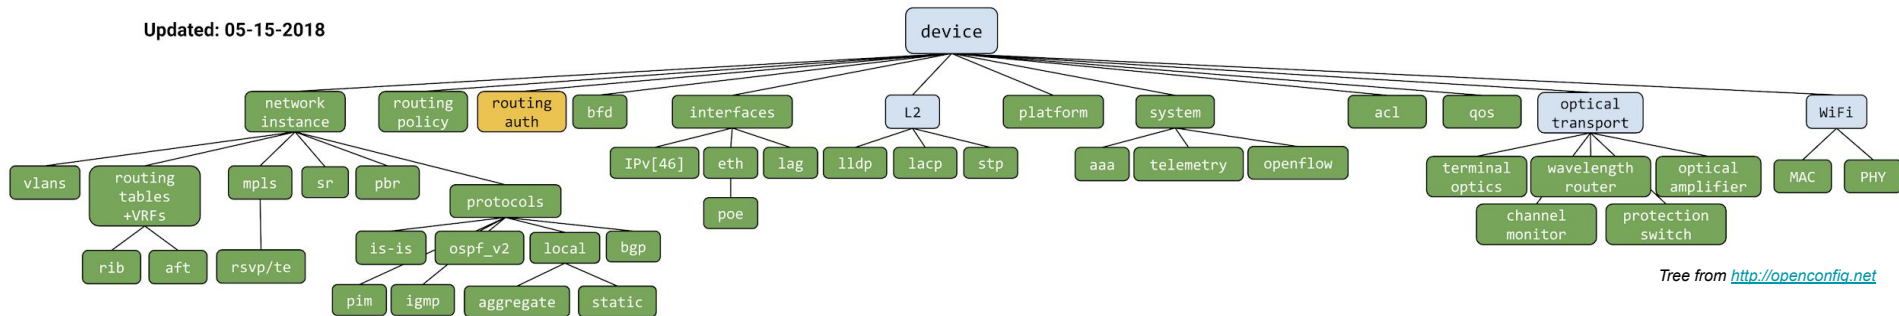 Updated: 05-15-2018
device
network
instance
routing
policy
routing
auth
bfd
interfaces
L2
platform
system
acl
qos
optical
transport
WiFi
vlans
routing
tables
+VRFs
mpls
sr
pbr
protocols
IPv[46]
eth
lag
lldp
lacp
stp
aaa
telemetry
openflow
terminal
optics
wavelength
router
optical
amplifier
MAC
PHY
poe
channel
monitor
protection
switch
rib
aft
rsvp/te
is-is
ospf_v2
local
bgp
pim
igmp
aggregate
static
Tree from http://openconfig.net